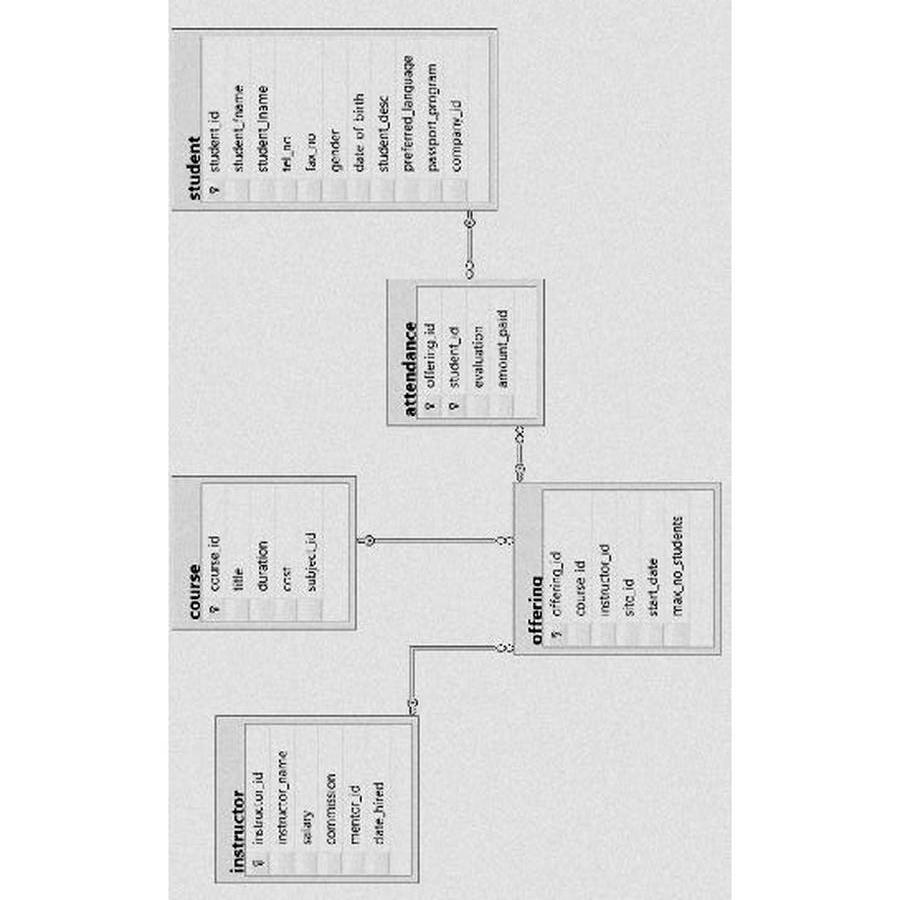 student
student_id
student_fname
student_lname
tel_no
fax_no
gender
date_of_birth
student_desc
preferred_language
passport_program
company_id
attendance
offering_id
student_id
evaluation
amount_paid
course
course_id
title
duration
cost
subject_id
offering
offering_id
course_id
instructor_id
site_id
start_date
max_no_students
instructor
instructor_id
instructor_name
salary
commission
mentor_id
date_hired